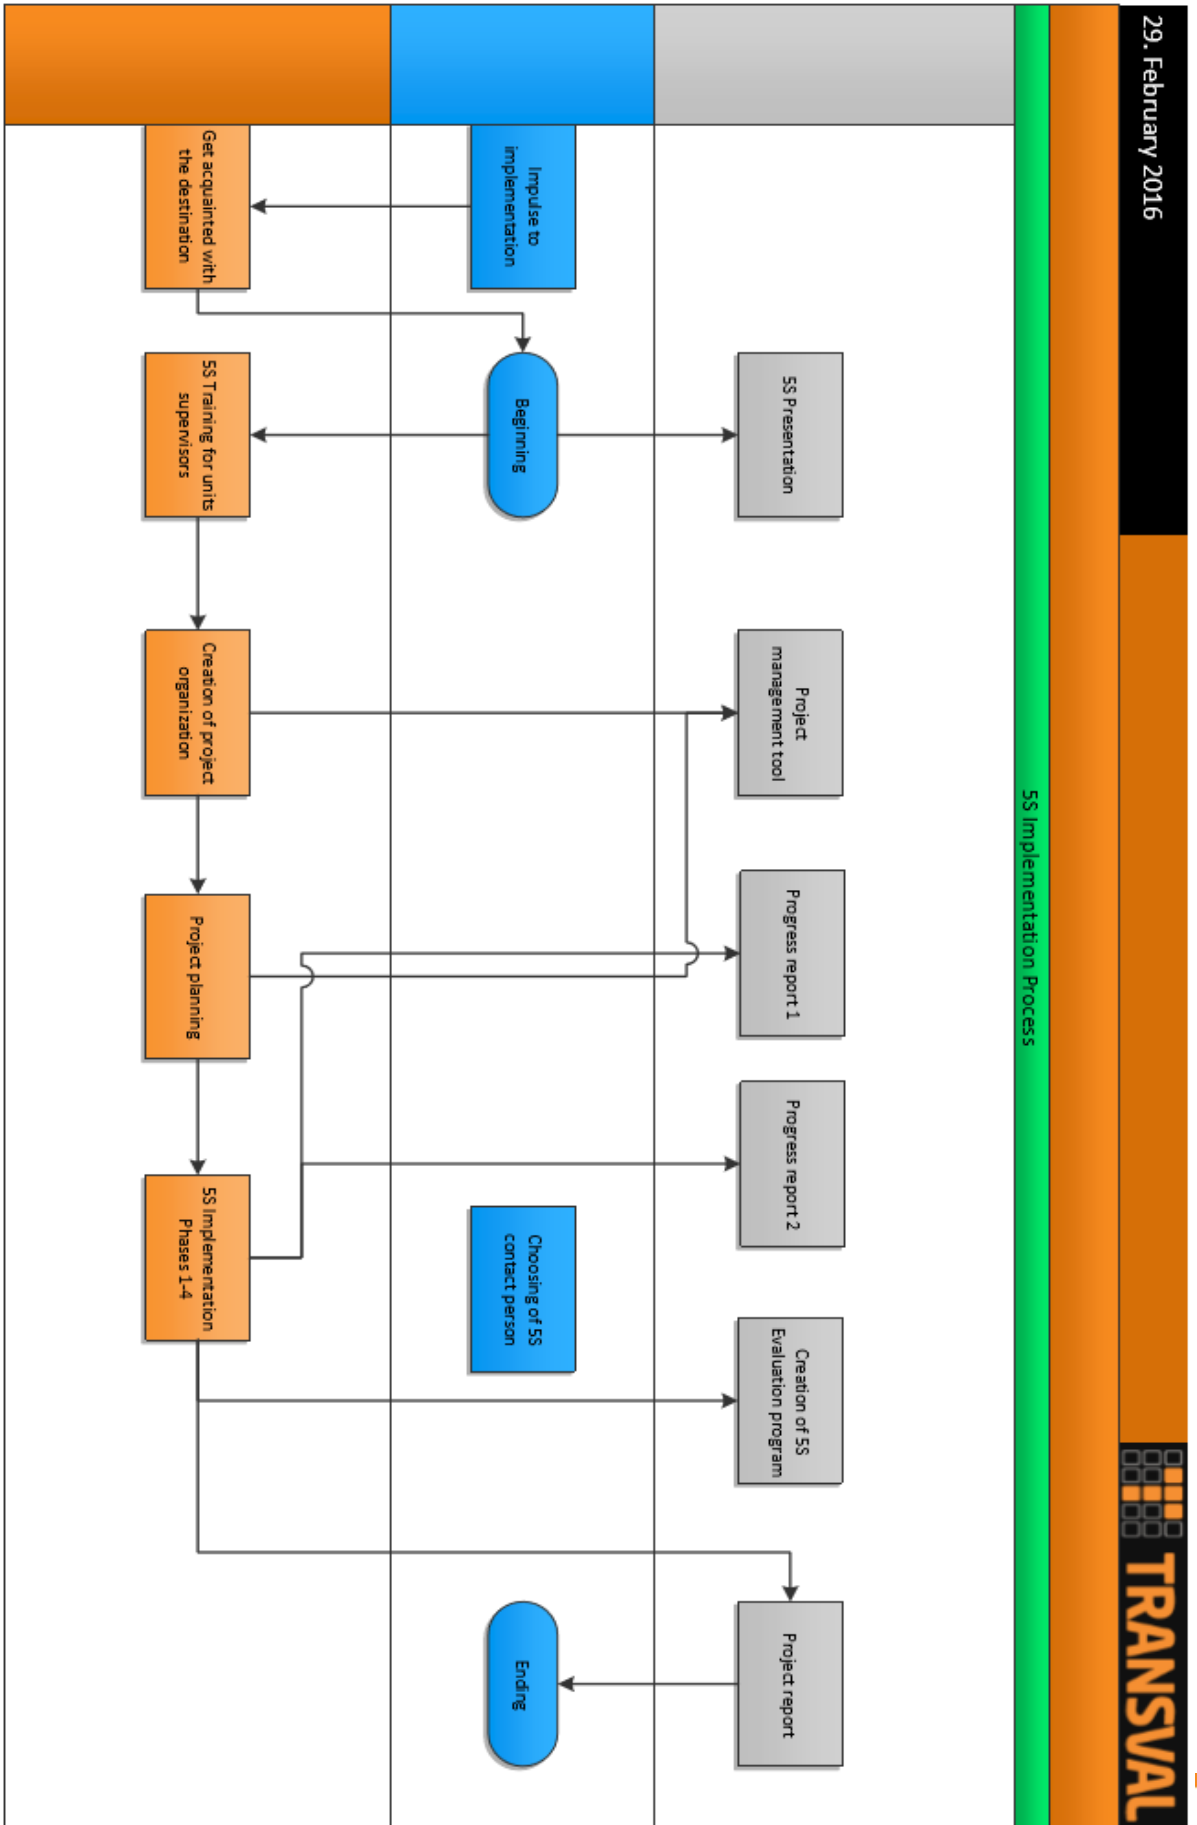 29. February 2016
TRANSVAL
5S Implementation Process
5S Presentation
Project
management tool
Progress report 1
Progress report 2
Creation of 5S
Evaluation program
Project report
Impulse to
implementation
Beginning
Choosing of 5S
contact person
Ending
Get acquainted with
the destination
5S Training for units
supervisors
Creation of project
organization
Project planning
5S Implementation
Phases 1-4